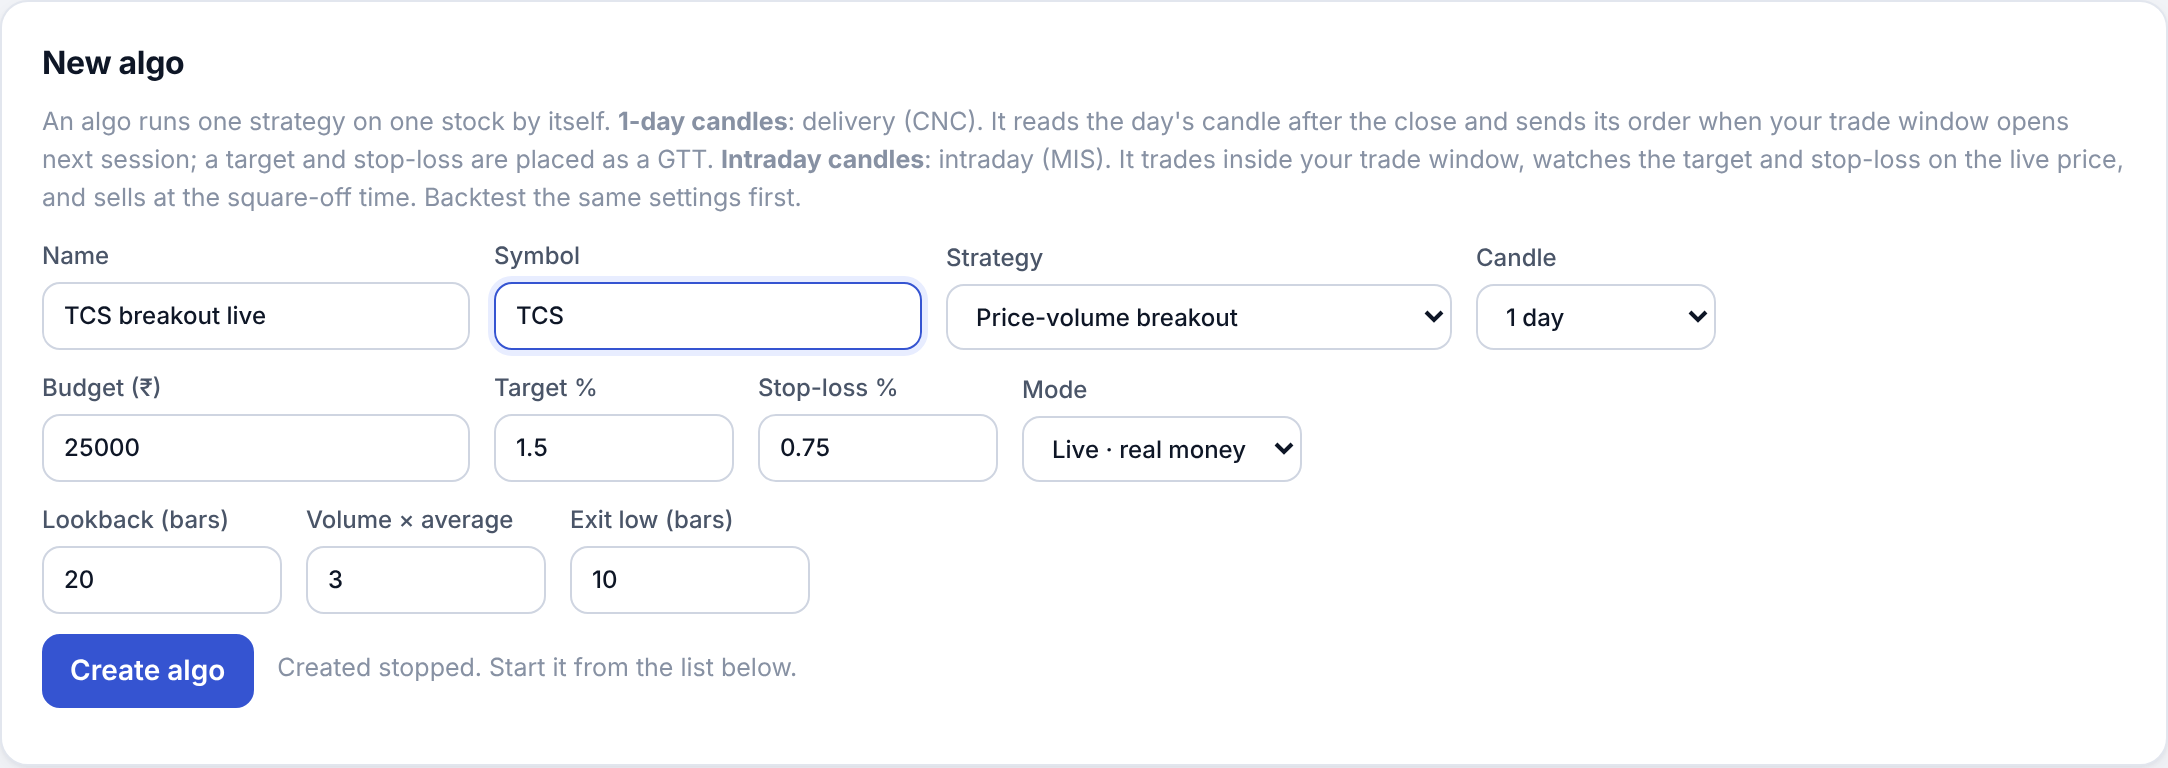 New algo
An algo runs one strategy on one stock by itself. 1-day candles: delivery (CNC). It reads the day's candle after the close and sends its order when your trade window opens
next session; a target and stop-loss are placed as a GTT. Intraday candles: intraday (MIS). It trades inside your trade window, watches the target and stop-loss on the live price,
and sells at the square-off time. Backtest the same settings first.
Name Symbol Strategy Candle
TCS breakout live TCS Price-volume breakout 1 day
Budget (₹) Target % Stop-loss % Mode
25000 1.5 0.75 Live · real money
Lookback (bars) Volume × average Exit low (bars)
20 3 10
Create algo Created stopped. Start it from the list below.